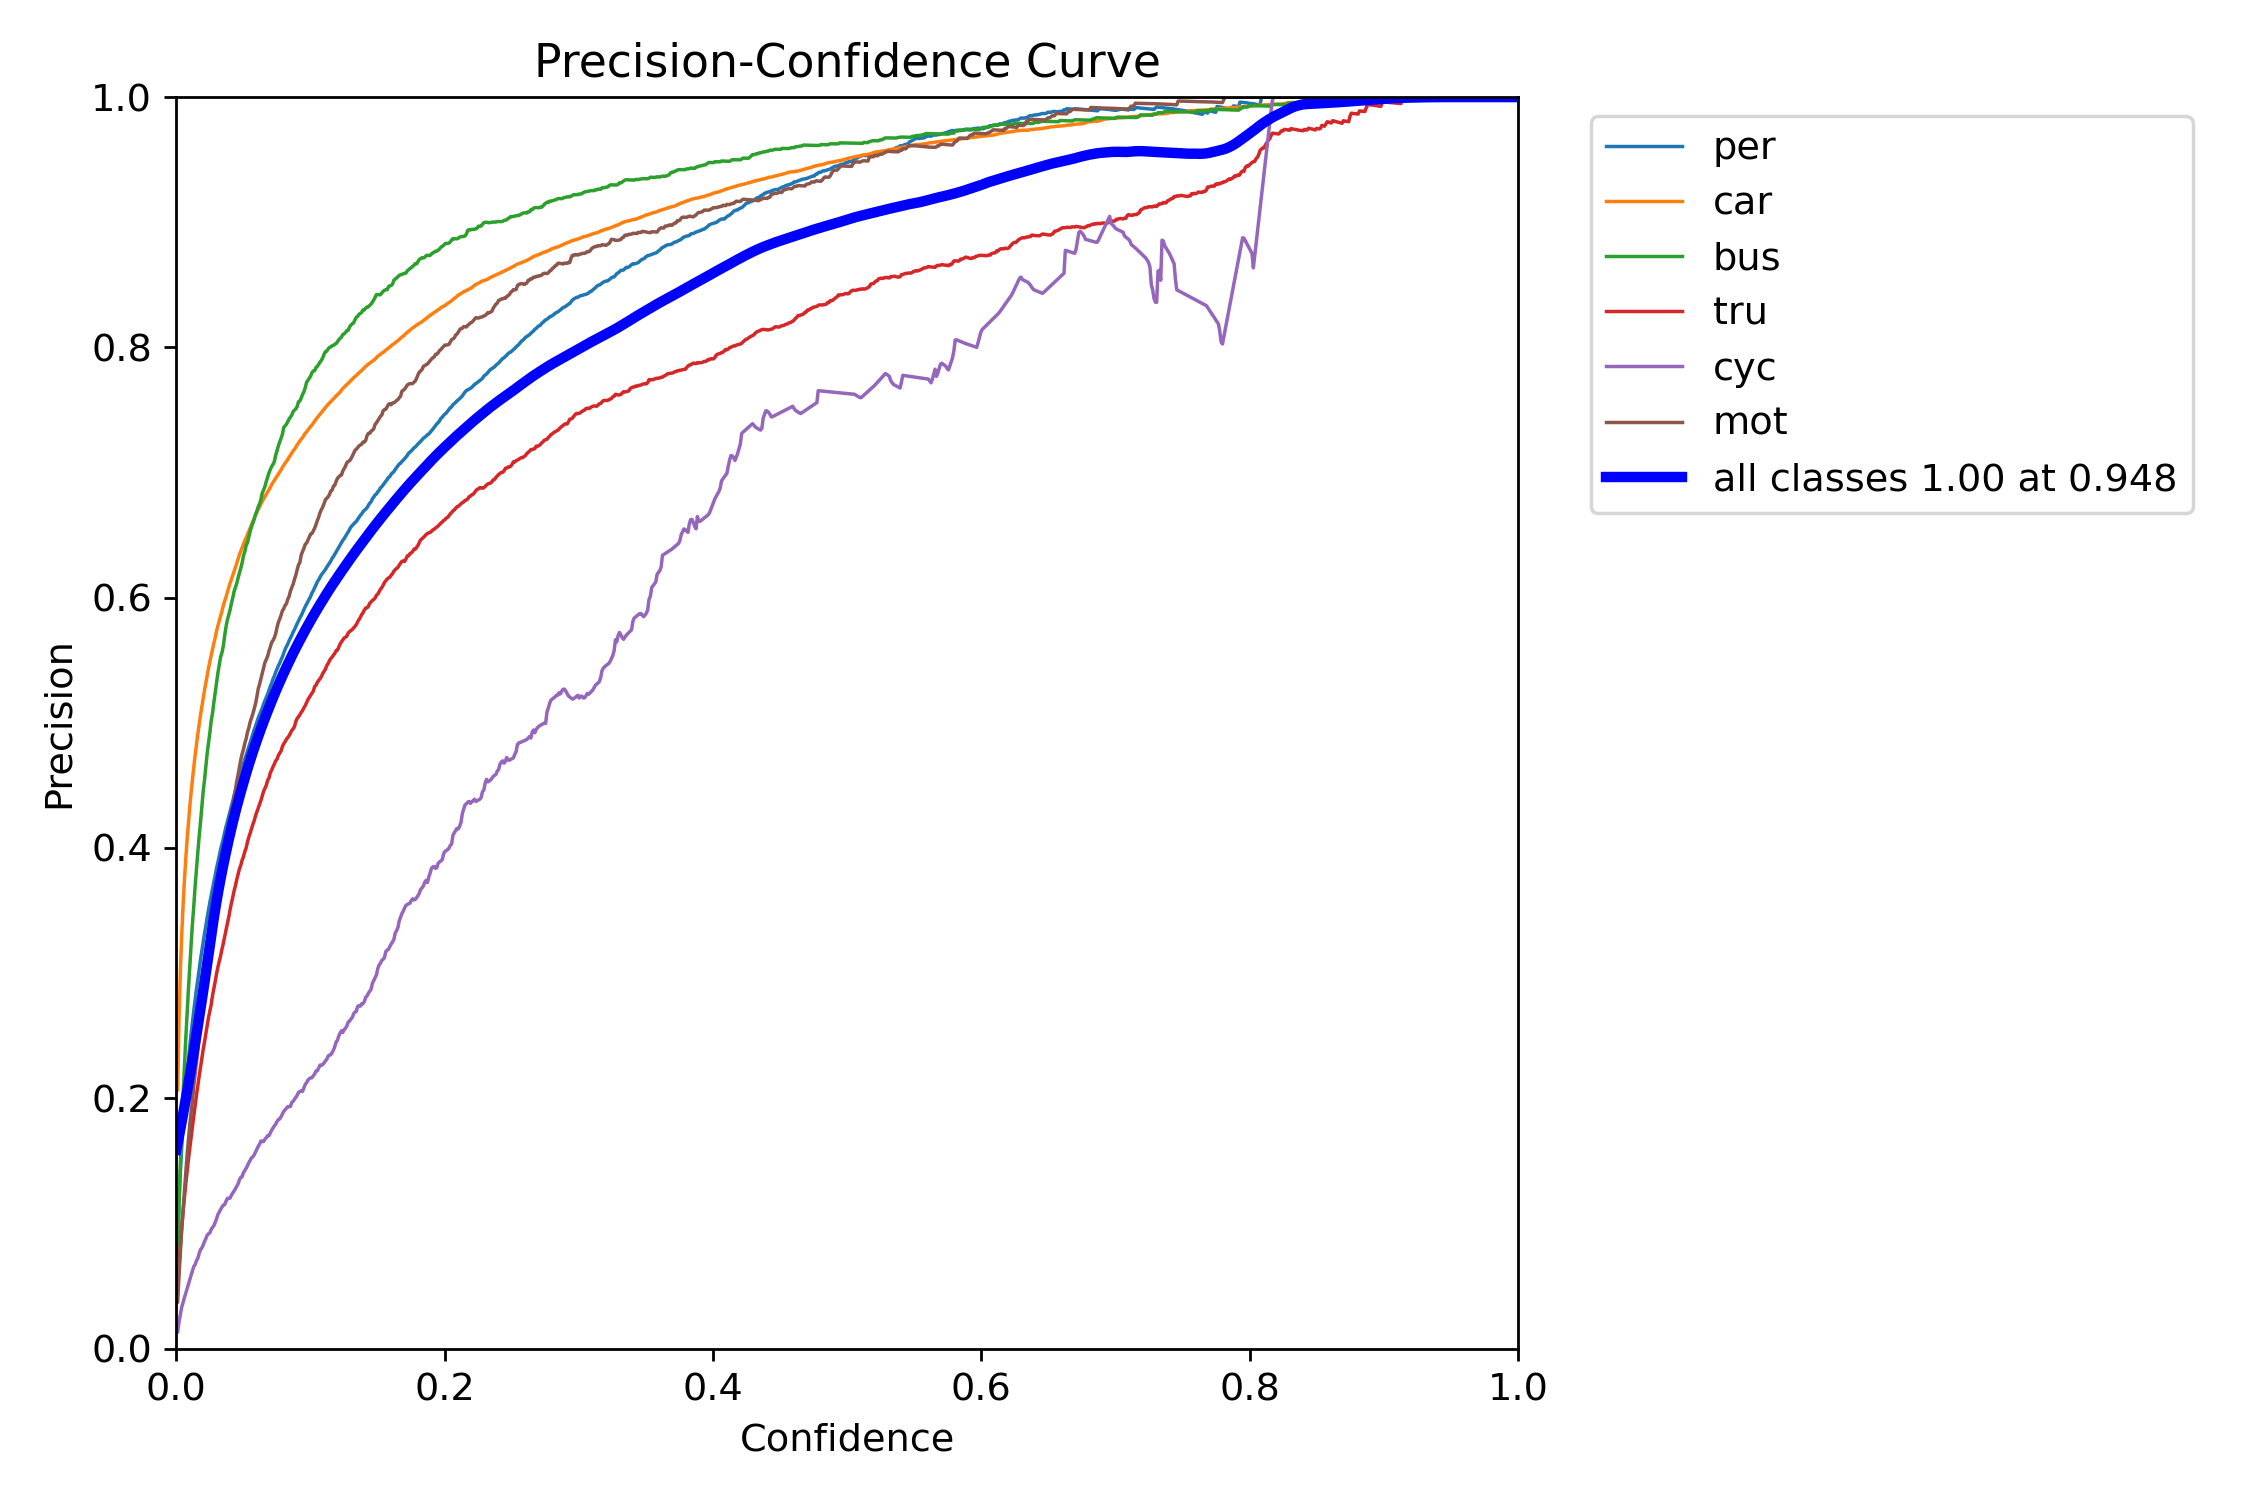 Precision-Confidence Curve
1.0
0.8
0.6
0.4
0.2
0.0
Precision
0.0 0.2 0.4 0.6 0.8 1.0
Confidence
per
car
bus
tru
cyc
mot
all classes 1.00 at 0.948